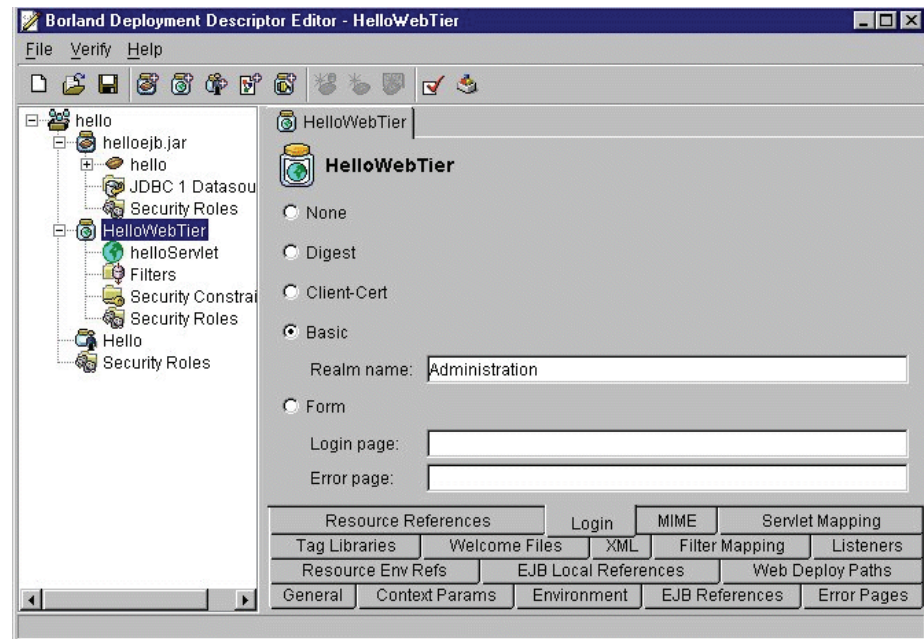 Borland Deployment Descriptor Editor - HelloWebTier
File Verify Help
hello
helloejb.jar
hello
JDBC 1 Datasou
Security Roles
HelloWebTier
helloServlet
Filters
Security Constrai
Security Roles
Hello
Security Roles
HelloWebTier
HelloWebTier
None
Digest
Client-Cert
Basic
Realm name: Administration
Form
Login page:
Error page:
Resource References Login MIME Servlet Mapping
Tag Libraries Welcome Files XML Filter Mapping Listeners
Resource Env Refs EJB Local References Web Deploy Paths
General Context Params Environment EJB References Error Pages